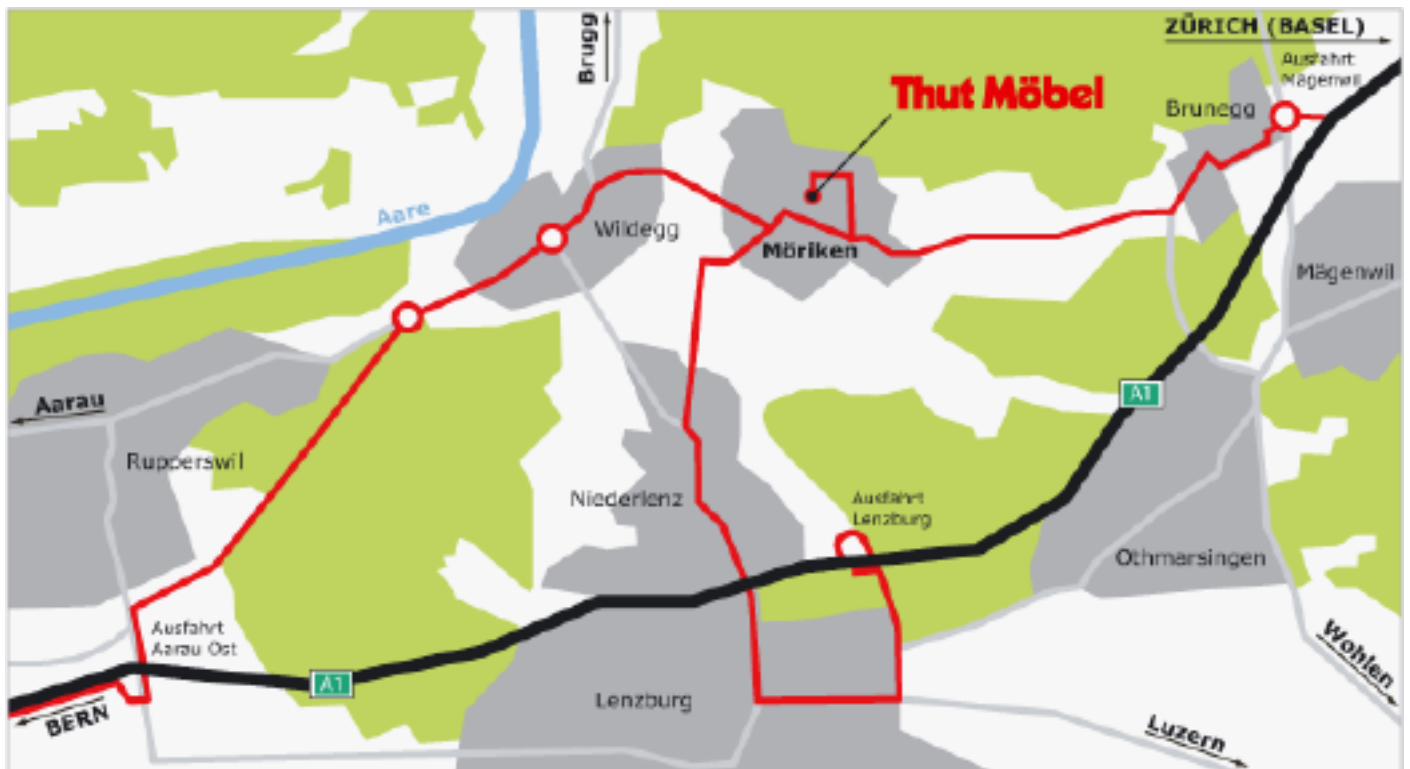 ZÜRICH (BASEL)
Ausfahrt
Mägenwil
Brugg
Thut Möbel
Brunegg
Aare
Wildegg
Möriken
Mägenwil
A1
Aarau
Rupperswil
Niederlenz
Ausfahrt
Lenzburg
Othmarsingen
Ausfahrt
Aarau Ost
Wohlen
A1
Lenzburg
BERN
Luzern